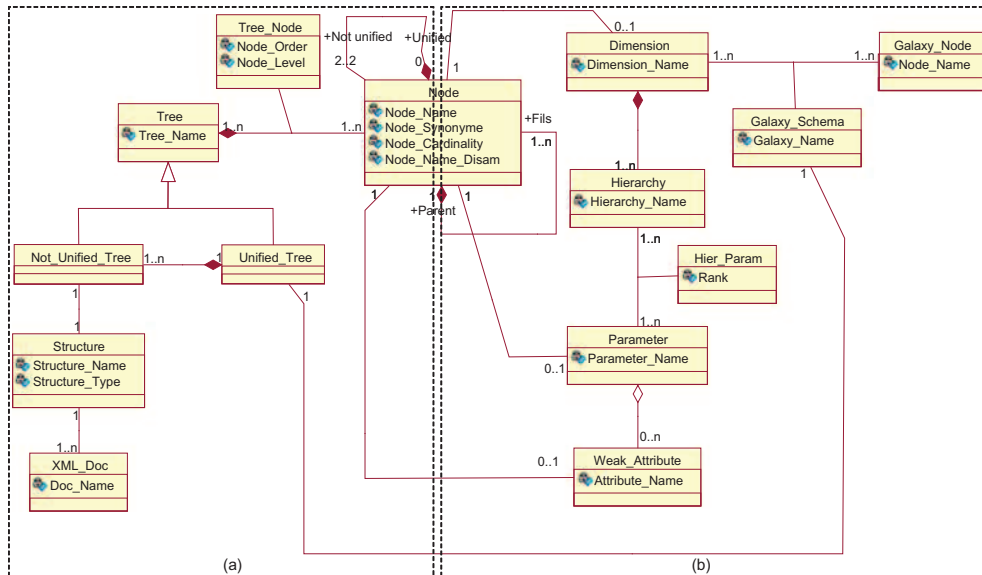 Tree_Node
Node_Order
Node_Level
+Not unified
+Unified
2..2
0
1
0..1
Dimension
Dimension_Name
1..n
1..n
Galaxy_Node
Node_Name
Node
Node_Name
Node_Synonyme
Node_Cardinality
Node_Name_Disam
+Fils
1..n
Tree
Tree_Name
1..n
1..n
Galaxy_Schema
Galaxy_Name
1
1..n
Hierarchy
Hierarchy_Name
1..n
1
1
1
+Parent
Not_Unified_Tree
1..n
1
Unified_Tree
1
1
Hier_Param
Rank
1..n
1
Structure
Structure_Name
Structure_Type
1
Parameter
Parameter_Name
0..1
0..n
1..n
XML_Doc
Doc_Name
0..1
Weak_Attribute
Attribute_Name
(a)
(b)